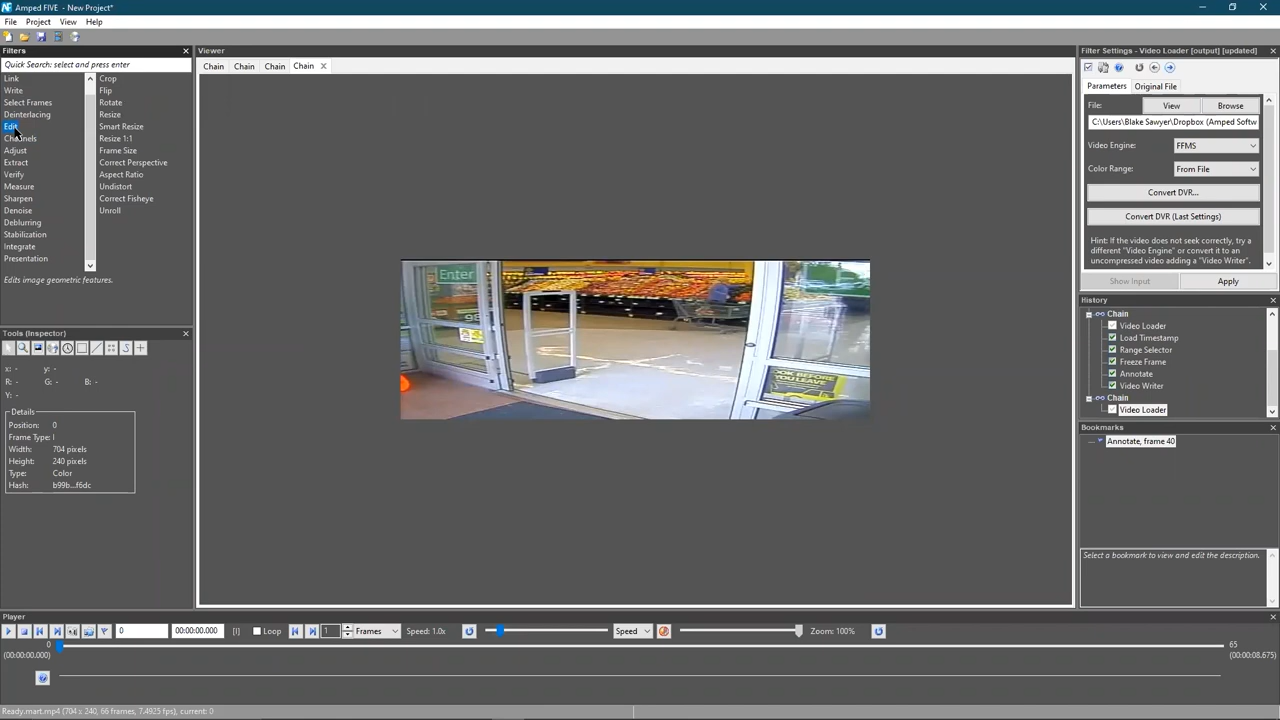 Amped FIVE - New Project*
File Project View Help
Filters
Quick Search: select and press enter
Link
Write
Select Frames
Deinterlacing
Edit
Channels
Adjust
Extract
Verify
Measure
Sharpen
Denoise
Deblurring
Stabilization
Integrate
Presentation
Crop
Flip
Rotate
Resize
Smart Resize
Resize 1:1
Frame Size
Correct Perspective
Aspect Ratio
Undistort
Correct Fisheye
Unroll
Edits image geometric features.
Tools (Inspector)
x: - y: -
R: - G: - B: -
Y: -
Details
Position: 0
Frame Type: I
Width: 704 pixels
Height: 240 pixels
Type: Color
Hash: b99b...f6dc
Viewer
Chain Chain Chain Chain
Enter
BEFORE
YOU LEAVE
Filter Settings - Video Loader [output] [updated]
Parameters Original File
File: View Browse
C:\Users\Blake Sawyer\Dropbox (Amped Softw
Video Engine: FFMS
Color Range: From File
Convert DVR...
Convert DVR (Last Settings)
Hint: If the video does not seek correctly, try a
different "Video Engine" or convert it to an
uncompressed video adding a "Video Writer".
Show Input Apply
History
Chain
Video Loader
Load Timestamp
Range Selector
Freeze Frame
Annotate
Video Writer
Chain
Video Loader
Bookmarks
Annotate, frame 40
Select a bookmark to view and edit the description.
Player
0 00:00:00.000 [I] Loop 1 Frames Speed: 1.0x Speed Zoom: 100%
0 65
(00:00:00.000) (00:00:08.675)
Ready.mart.mp4 (704 x 240, 66 frames, 7.4925 fps), current: 0